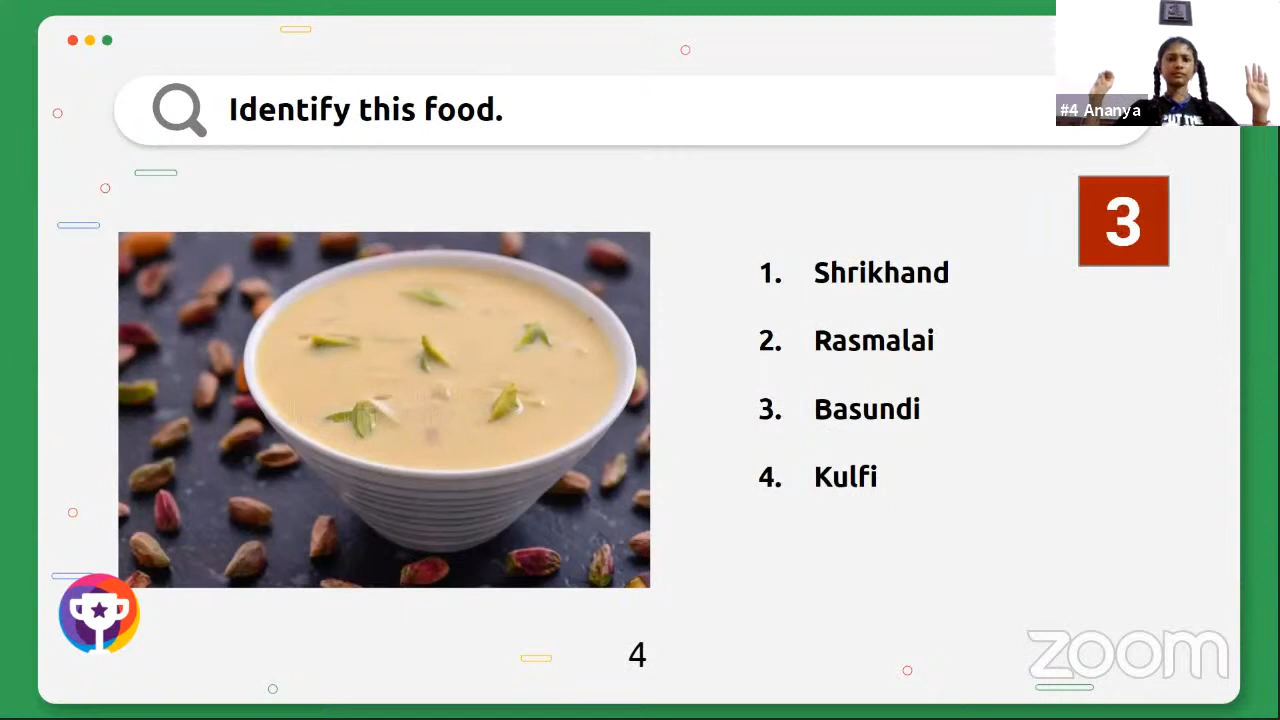 Identify this food.
#4 Ananya
3
1. Shrikhand
2. Rasmalai
3. Basundi
4. Kulfi
4
zoom